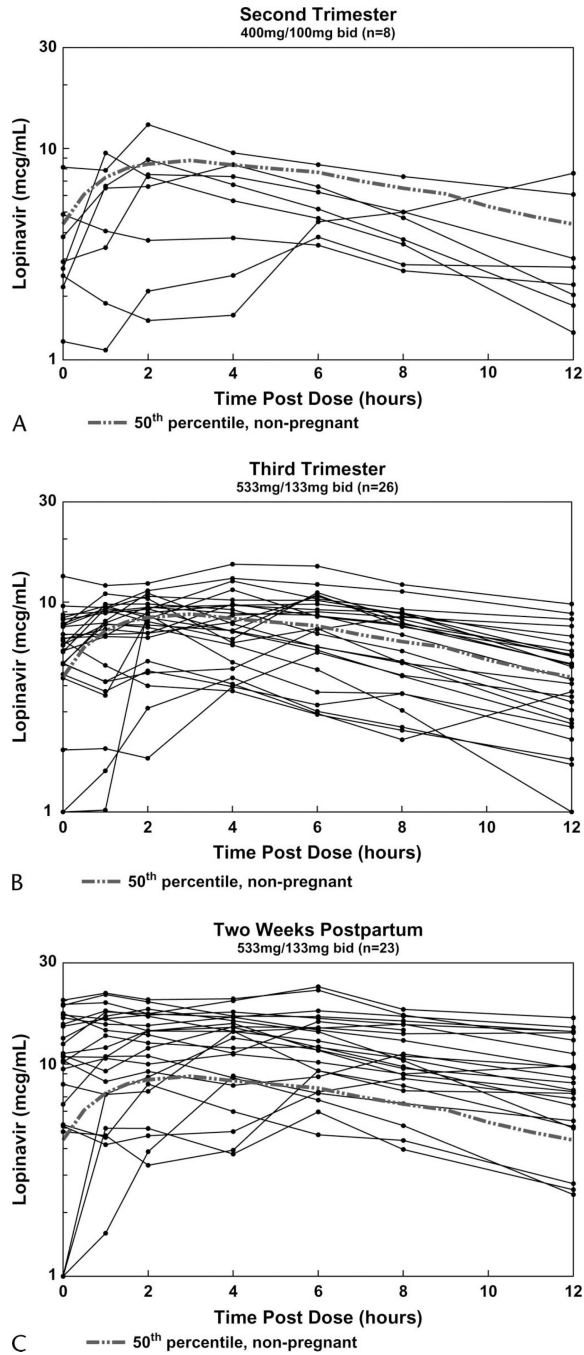 Second Trimester
400mg/100mg bid (n=8)
30
10
1
Lopinavir (mcg/mL)
0 2 4 6 8 10 12
Time Post Dose (hours)
A
50th percentile, non-pregnant
Third Trimester
533mg/133mg bid (n=26)
30
10
1
Lopinavir (mcg/mL)
0 2 4 6 8 10 12
Time Post Dose (hours)
B
50th percentile, non-pregnant
Two Weeks Postpartum
533mg/133mg bid (n=23)
30
10
1
Lopinavir (mcg/mL)
0 2 4 6 8 10 12
Time Post Dose (hours)
C
50th percentile, non-pregnant